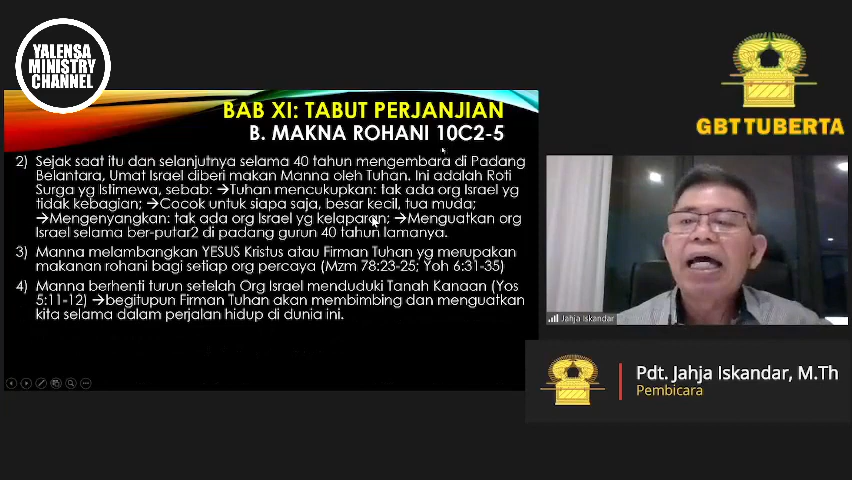 YALENSA
MINISTRY
CHANNEL
BAB XI: TABUT PERJANJIAN
B. MAKNA ROHANI 10C2-5
2) Sejak saat itu dan selanjutnya selama 40 tahun mengembara di Padang
Belantara, Umat Israel diberi makan Manna oleh Tuhan. Ini adalah Roti
Surga yg Istimewa, sebab: →Tuhan mencukupkan: tak ada org Israel yg
tidak kebagian; →Cocok untuk siapa saja, besar kecil, tua muda;
→Mengenyangkan: tak ada org Israel yg kelaparan; →Menguatkan org
Israel selama ber-putar2 di padang gurun 40 tahun lamanya.
3) Manna melambangkan YESUS Kristus atau Firman Tuhan yg merupakan
makanan rohani bagi setiap org percaya (Mzm 78:23-25; Yoh 6:31-35)
4) Manna berhenti turun setelah Org Israel menduduki Tanah Kanaan (Yos
5:11-12) →begitupun Firman Tuhan akan membimbing dan menguatkan
kita selama dalam perjalan hidup di dunia ini.
GBT TUBERTA
Jahja Iskandar
Pdt. Jahja Iskandar, M.Th
Pembicara